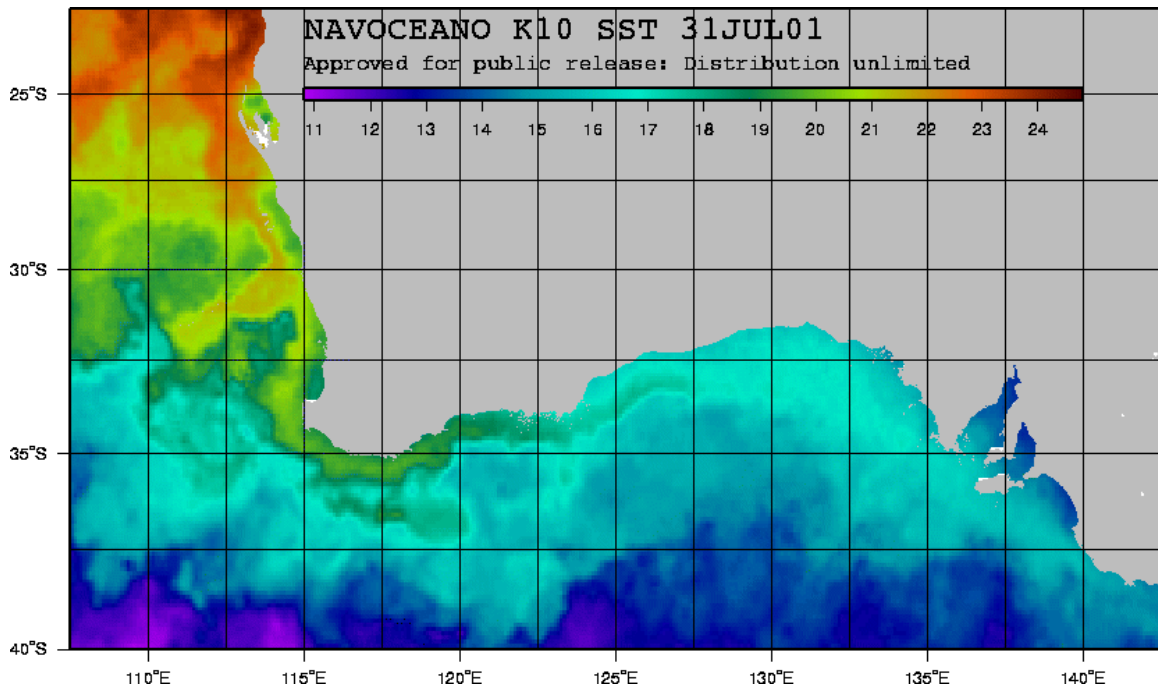 NAVOCEANO K10 SST 31JUL01
Approved for public release: Distribution unlimited
11 12 13 14 15 16 17 18 19 20 21 22 23 24
25°S
30°S
35°S
40°S
110°E 115°E 120°E 125°E 130°E 135°E 140°E